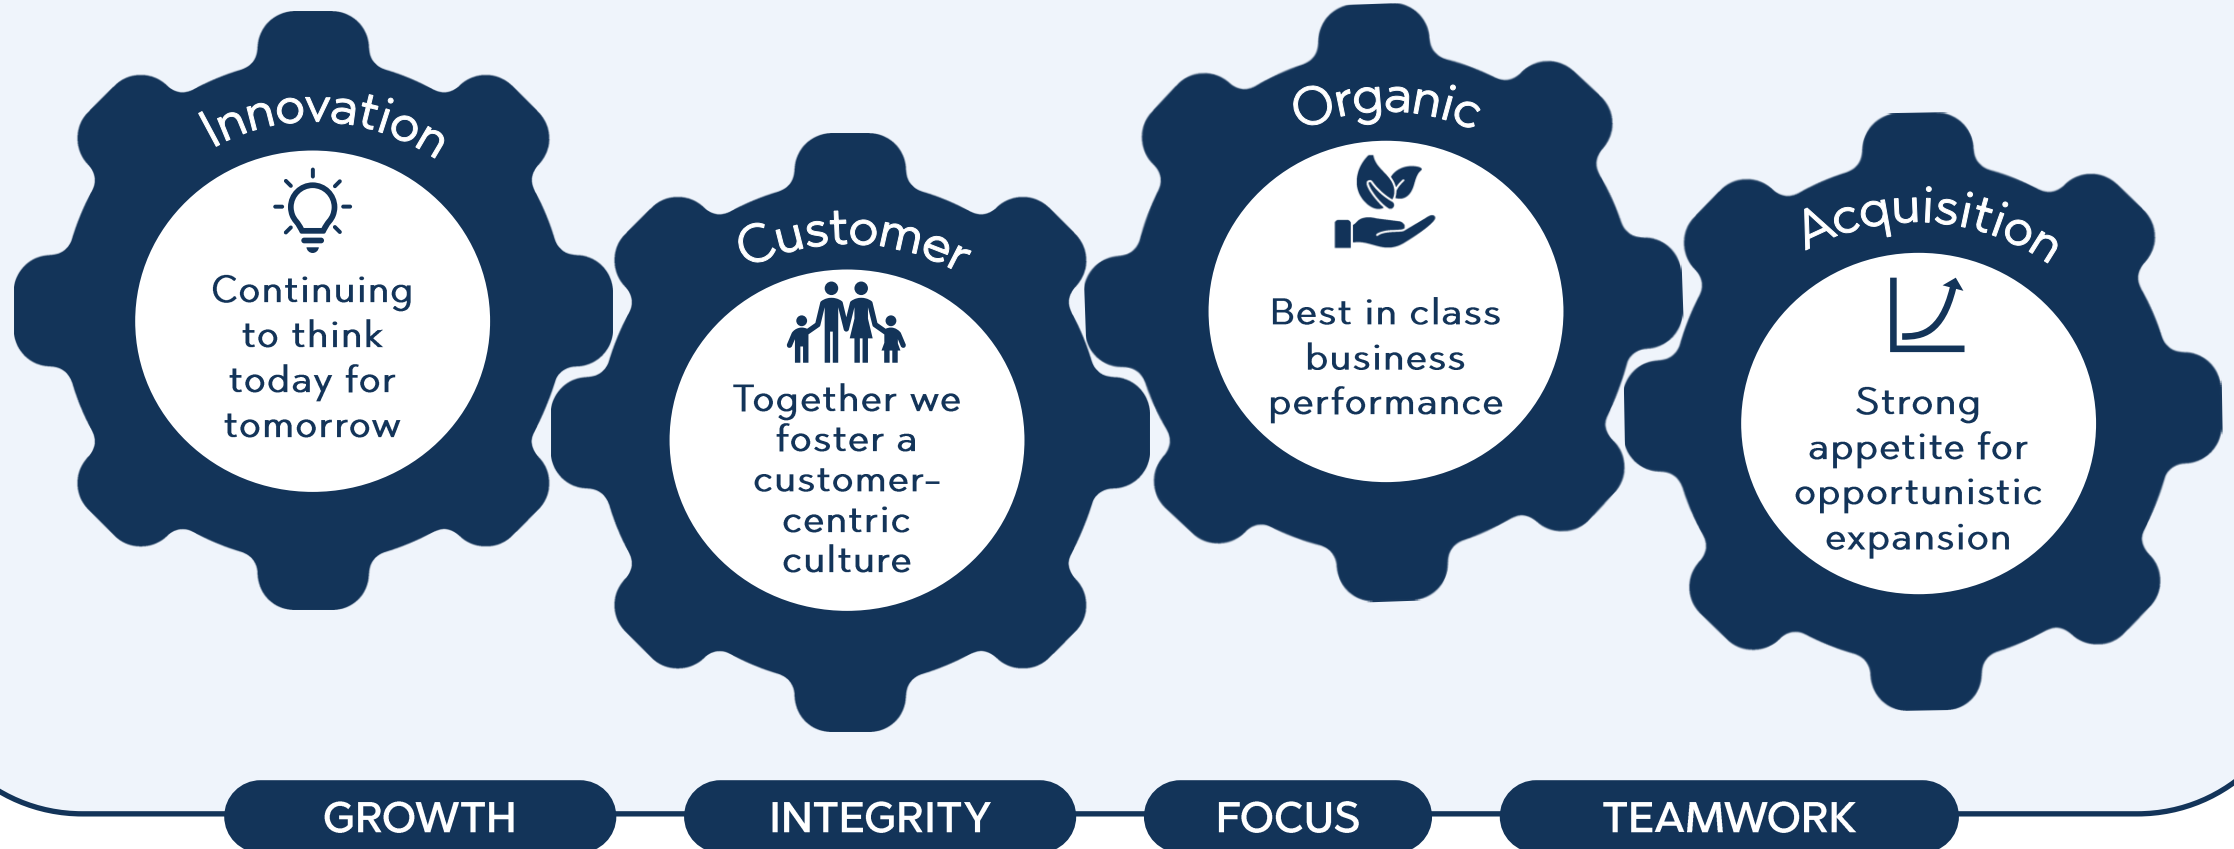 Innovation
Continuing
to think
today for
tomorrow
Customer
Together we
foster a
customer-
centric
culture
Organic
Best in class
business
performance
Acquisition
Strong
appetite for
opportunistic
expansion
GROWTH
INTEGRITY
FOCUS
TEAMWORK